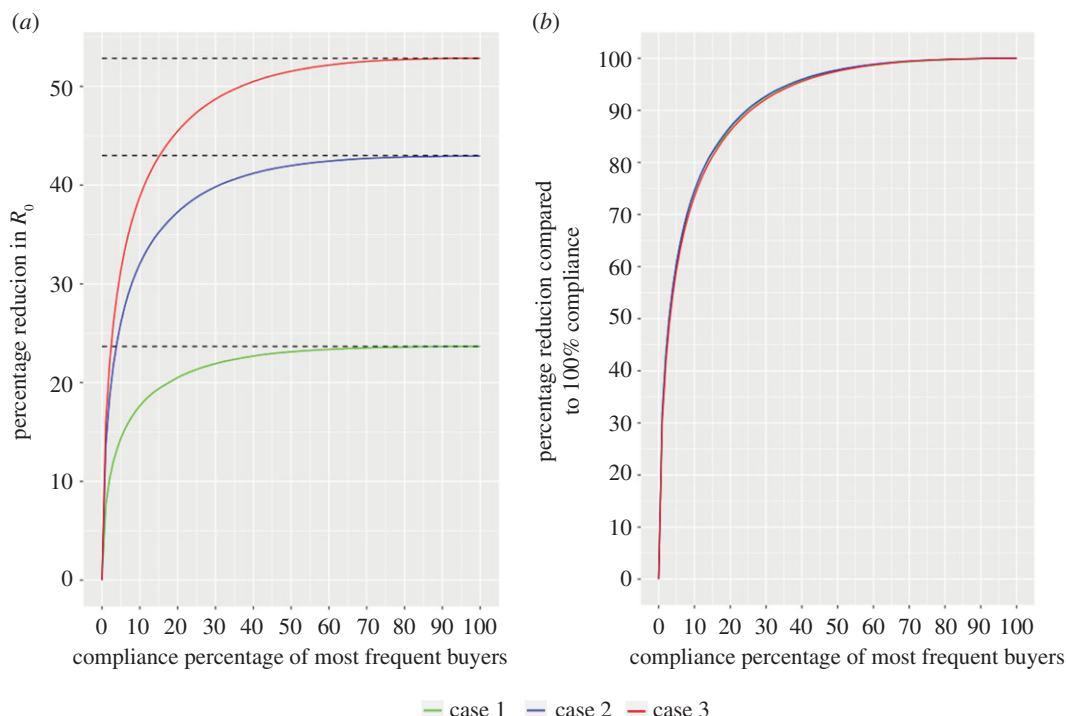 (a)
percentage reducion in R0
50
40
30
20
10
0
0 10 20 30 40 50 60 70 80 90 100
compliance percentage of most frequent buyers
(b)
percentage reducion compared
to 100% compliance
100
90
80
70
60
50
40
30
20
10
0
0 10 20 30 40 50 60 70 80 90 100
compliance percentage of most frequent buyers
case 1 case 2 case 3